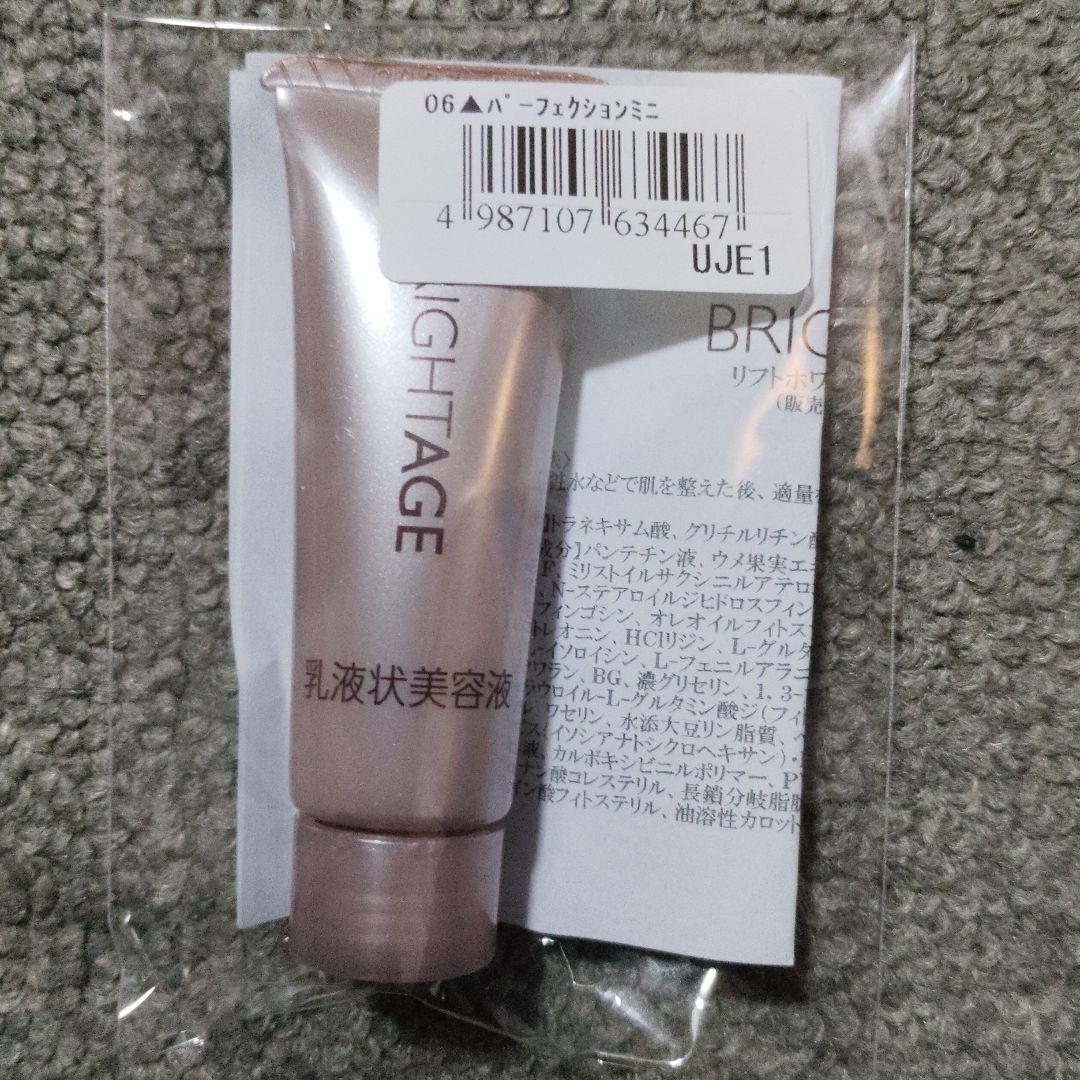 06▲パーフェクションミニ
4 987107 634467
UJE1
IGHTAGE
乳液状美容液
BRIG
リフトホワ
(販売
水などで肌を整えた後、適量
】トラネキサム酸、グリチルリチン酸
成分】パンテチン液、ウメ果実エ
F、ミリストイルサクシニルアテロ
、N-ステアロイルジヒドロスフィン
フィンゴシン、オレオイルフィトス
トレオニン、HClリジン、L-グルタ
イソロイシン、L-フェニルアラニ
ワラン、BG、濃グリセリン、1,3-
ラウロイル-L-グルタミン酸ジ(フィ
ン、ワセリン、水添大豆リン脂質、
ス(イソシアナトシクロヘキサン)・
液、カルボキシビニルポリマー、P
ナン酸コレステリル、長鎖分岐脂肪
イン酸フィトステリル、油溶性カロット